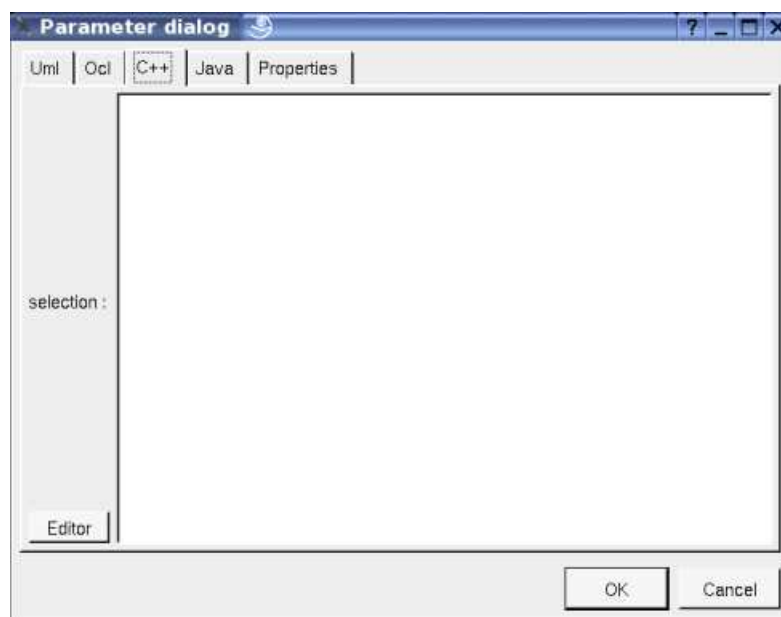 Parameter dialog
Uml Ocl C++ Java Properties
selection :
Editor
OK Cancel